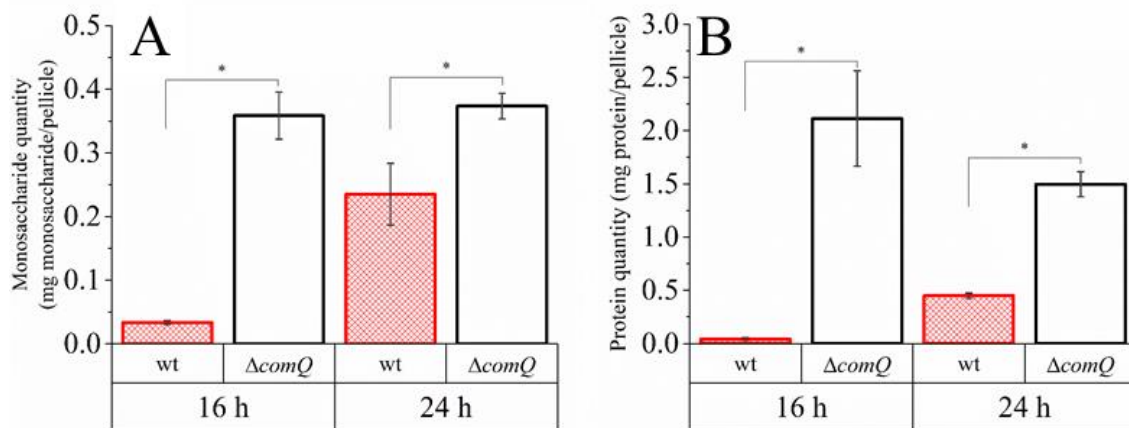 A
Monosaccharide quantity
(mg monosaccharide/pellicle)
0.5
0.4
0.3
0.2
0.1
0.0
*
*
wt
ΔcomQ
wt
ΔcomQ
16 h
24 h
B
Protein quantity (mg protein/pellicle)
3.0
2.5
2.0
1.5
1.0
0.5
0.0
*
*
wt
ΔcomQ
wt
ΔcomQ
16 h
24 h